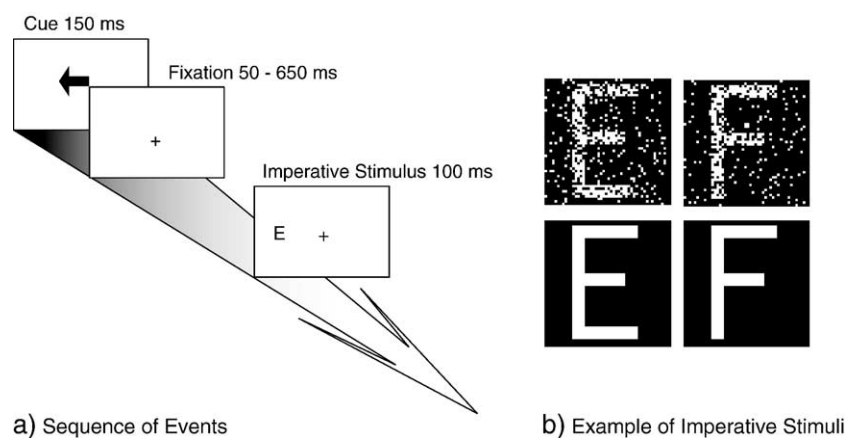 Cue 150 ms
Fixation 50 - 650 ms
+
Imperative Stimulus 100 ms
E +
E F
E F
a) Sequence of Events
b) Example of Imperative Stimuli